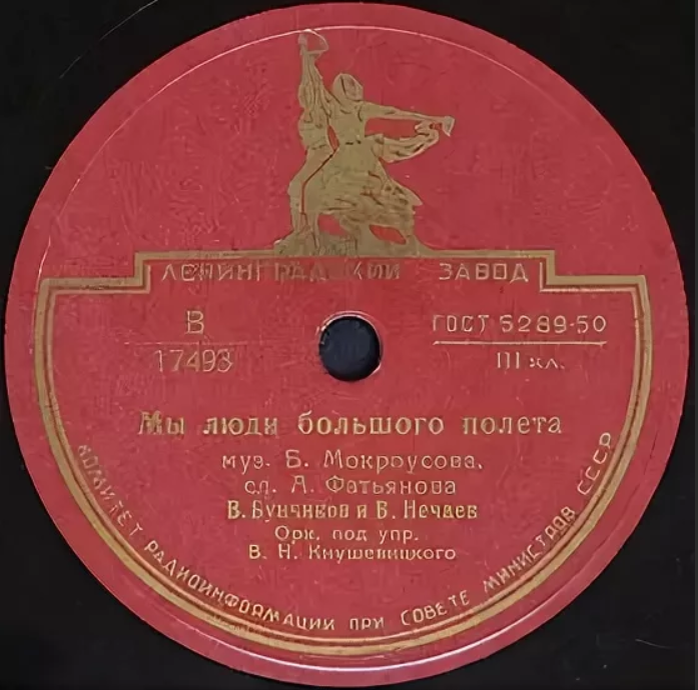 ЛЕНИНГРАДСКИЙ ЗАВОД
В
17493
ГОСТ 5289-50
III кл.
Мы люди большого полета
муз. Б. Мокроусова,
сл. А. Фатьянова
В. Бунчиков и В. Нечаев
Орк. под упр.
В. Н. Кнушевицкого
КОМИТЕТ РАДИОИНФОРМАЦИИ ПРИ СОВЕТЕ МИНИСТРОВ СССР